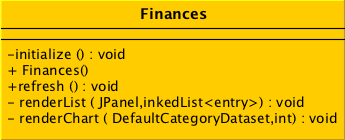 Finances
-initialize () : void
+ Finances()
+refresh () : void
- renderList ( JPanel,inkedList<entry>) : void
- renderChart ( DefaultCategoryDataset,int) : void